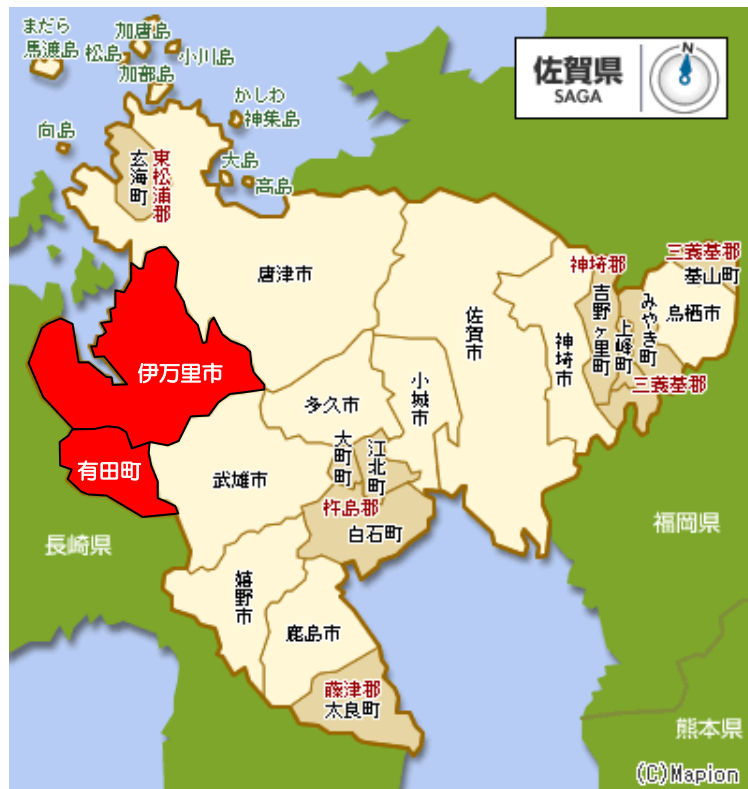 まだら
馬渡島
松島
加唐島
加部島
小川島
かしわ
神集島
向島
大島
高島
佐賀県
SAGA
N
東松浦郡
玄海町
唐津市
伊万里市
有田町
武雄市
多久市
小城市
佐賀市
大町町
江北町
杵島郡
白石町
嬉野市
鹿島市
藤津郡
太良町
神埼郡
吉野ヶ里町
神埼市
上峰町
みやき町
三養基郡
三養基郡
基山町
鳥栖市
長崎県
福岡県
熊本県
(C)Mapion